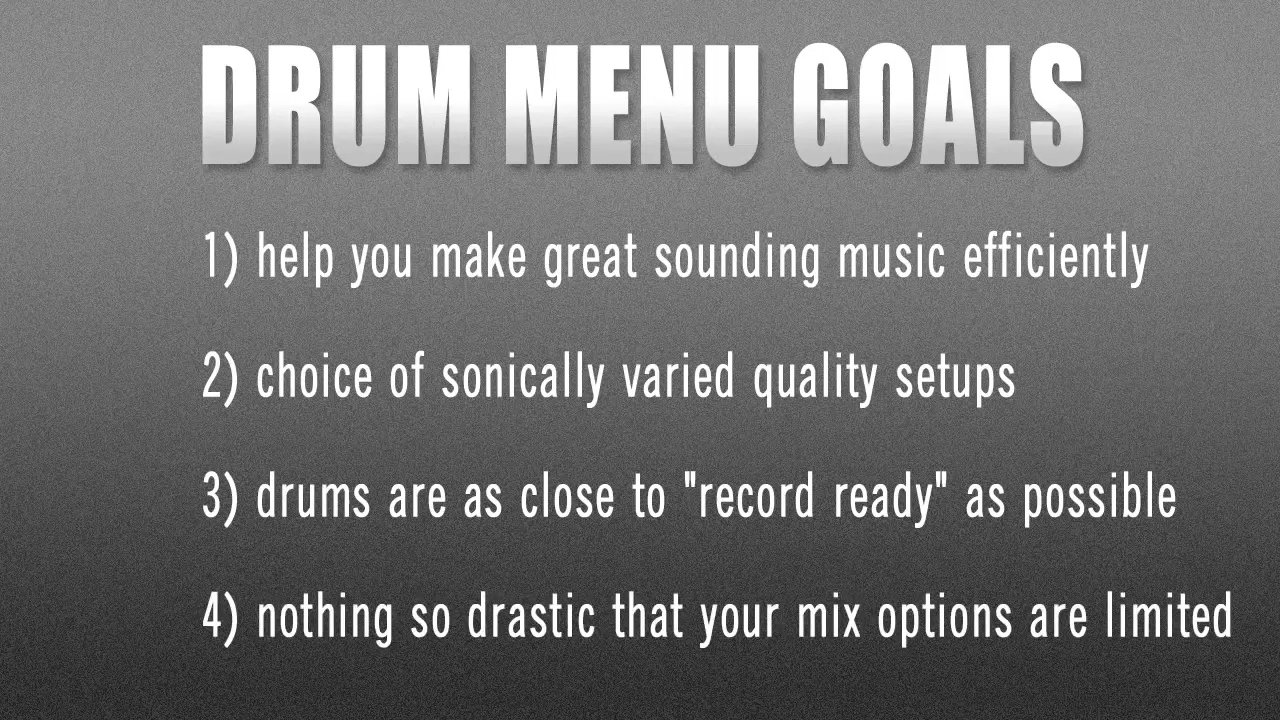 DRUM MENU GOALS
1) help you make great sounding music efficiently
2) choice of sonically varied quality setups
3) drums are as close to "record ready" as possible
4) nothing so drastic that your mix options are limited